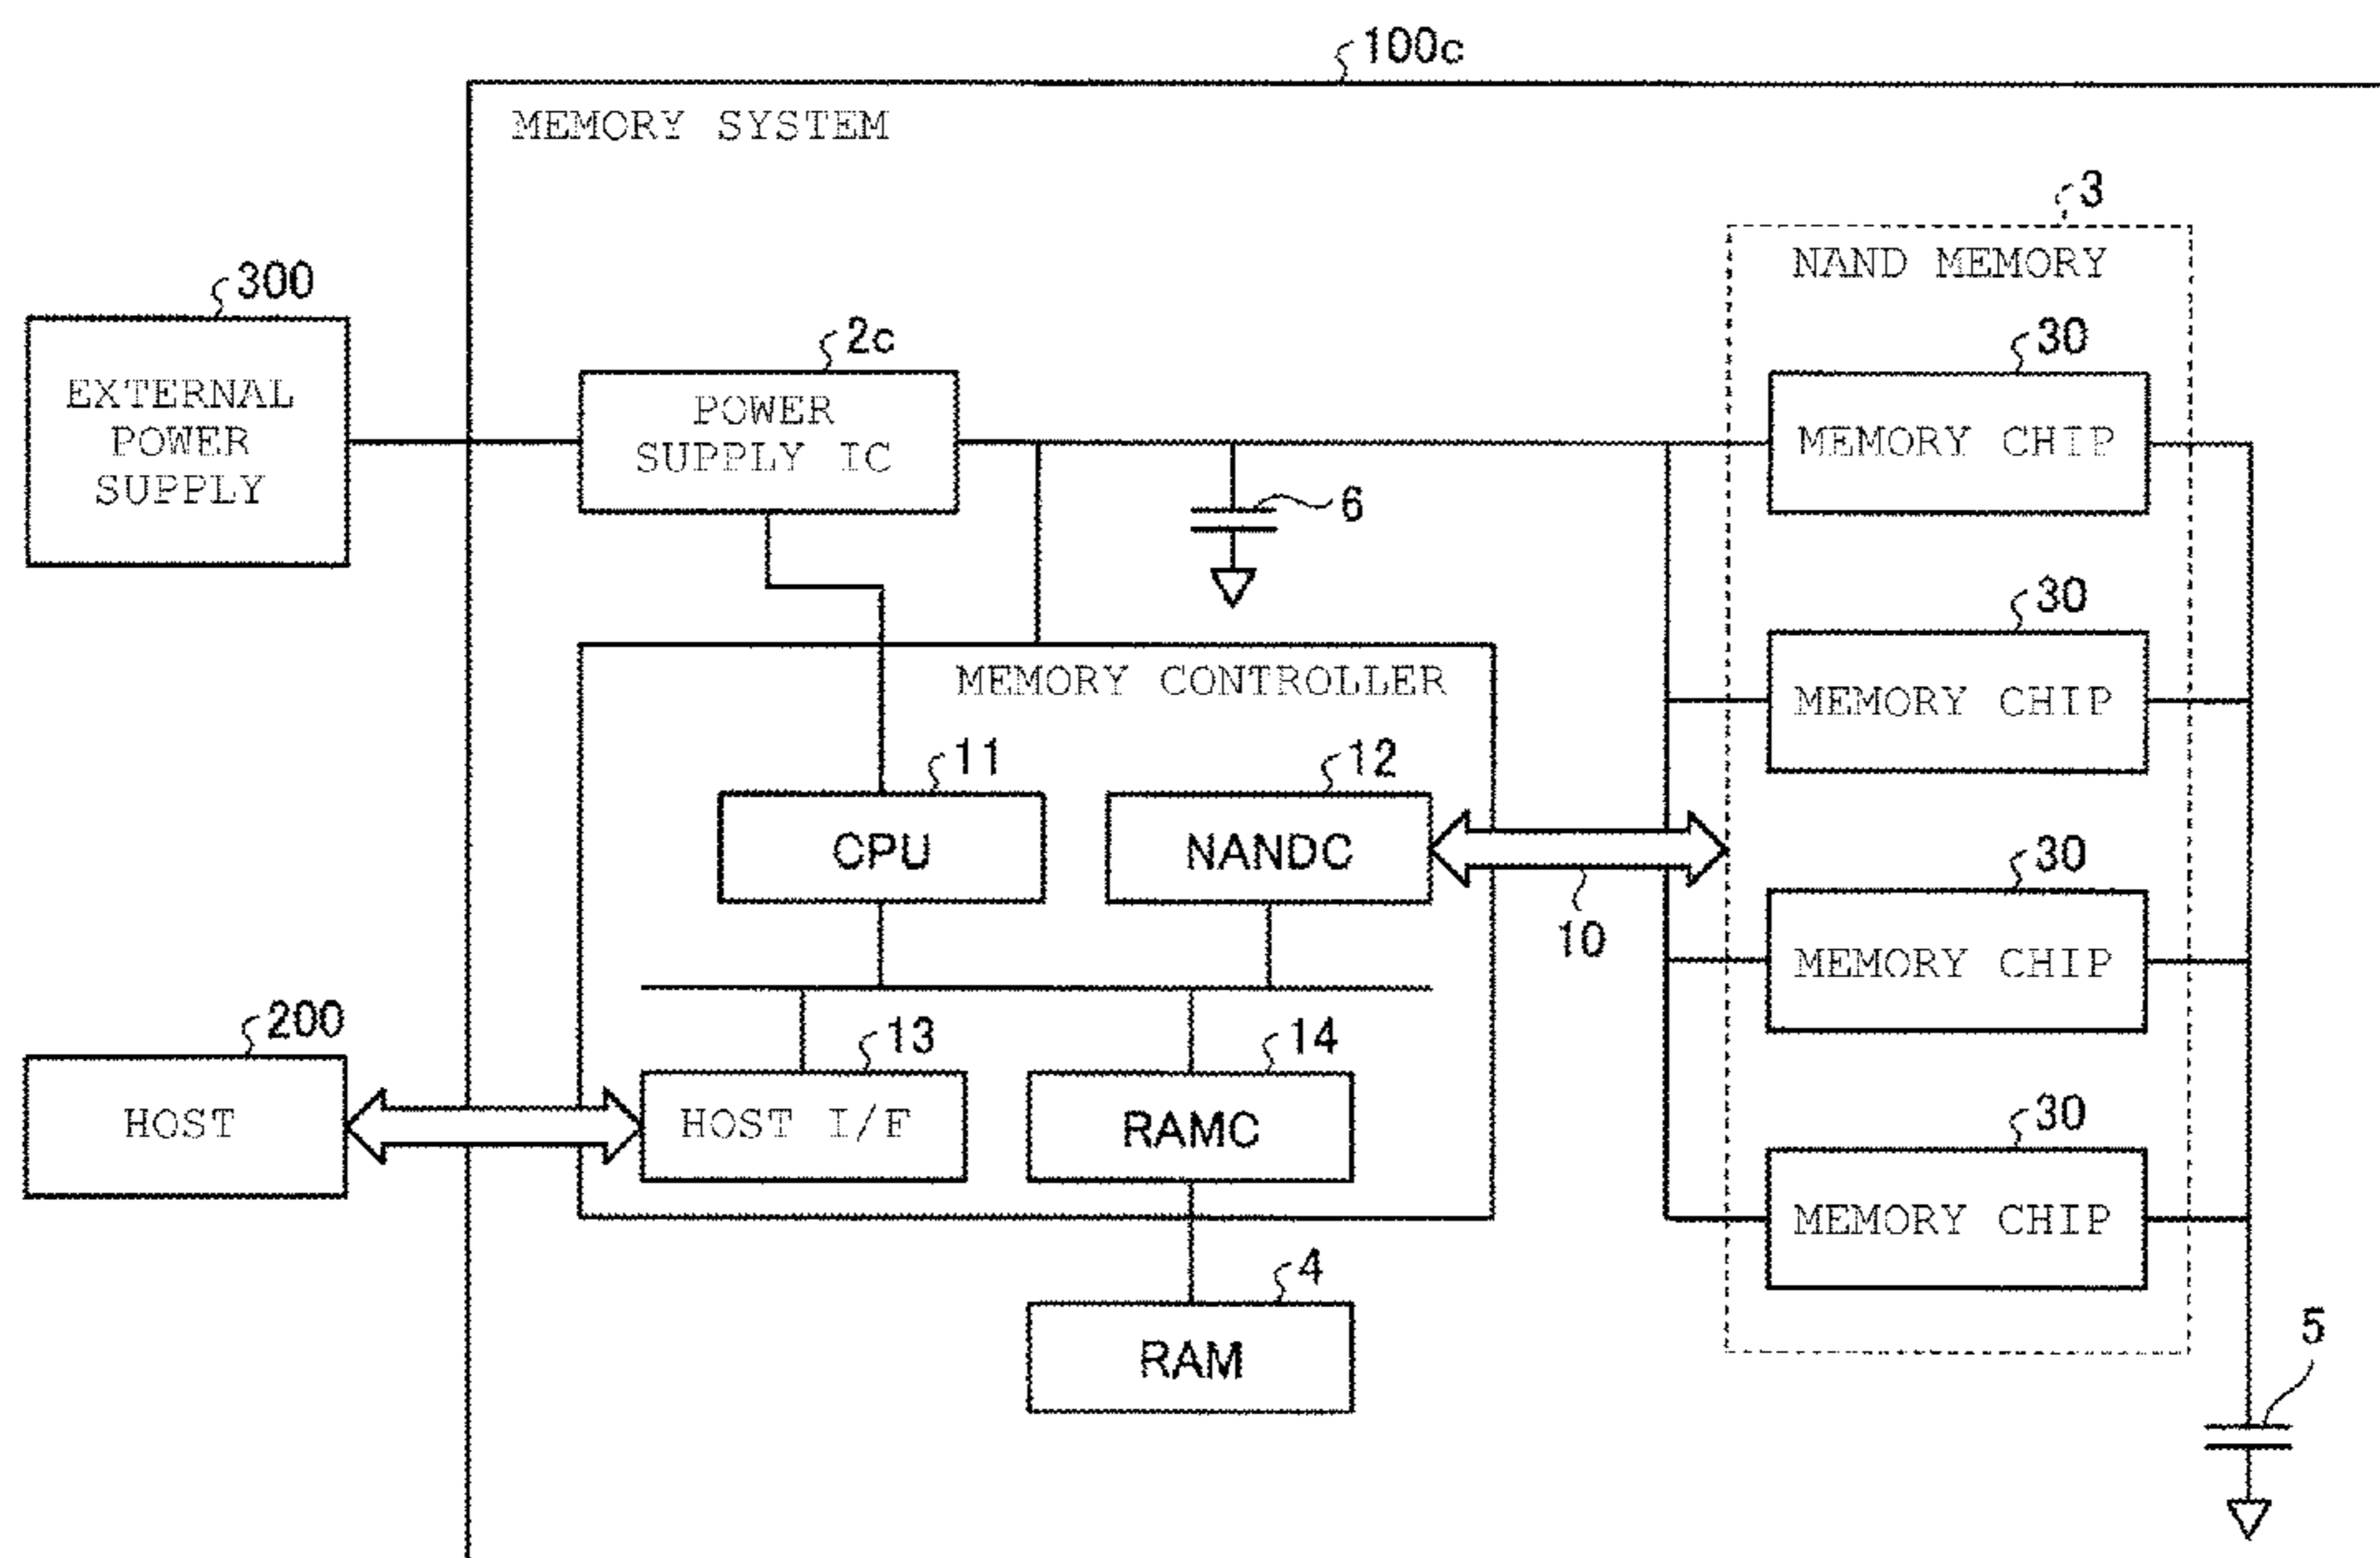 100c
MEMORY SYSTEM
3
NAND MEMORY
300
EXTERNAL
POWER
SUPPLY
2c
POWER
SUPPLY IC
6
30
MEMORY CHIP
30
MEMORY CHIP
MEMORY CONTROLLER
11
CPU
12
NANDC
10
30
MEMORY CHIP
200
HOST
13
HOST I/F
14
RAMC
30
MEMORY CHIP
4
RAM
5